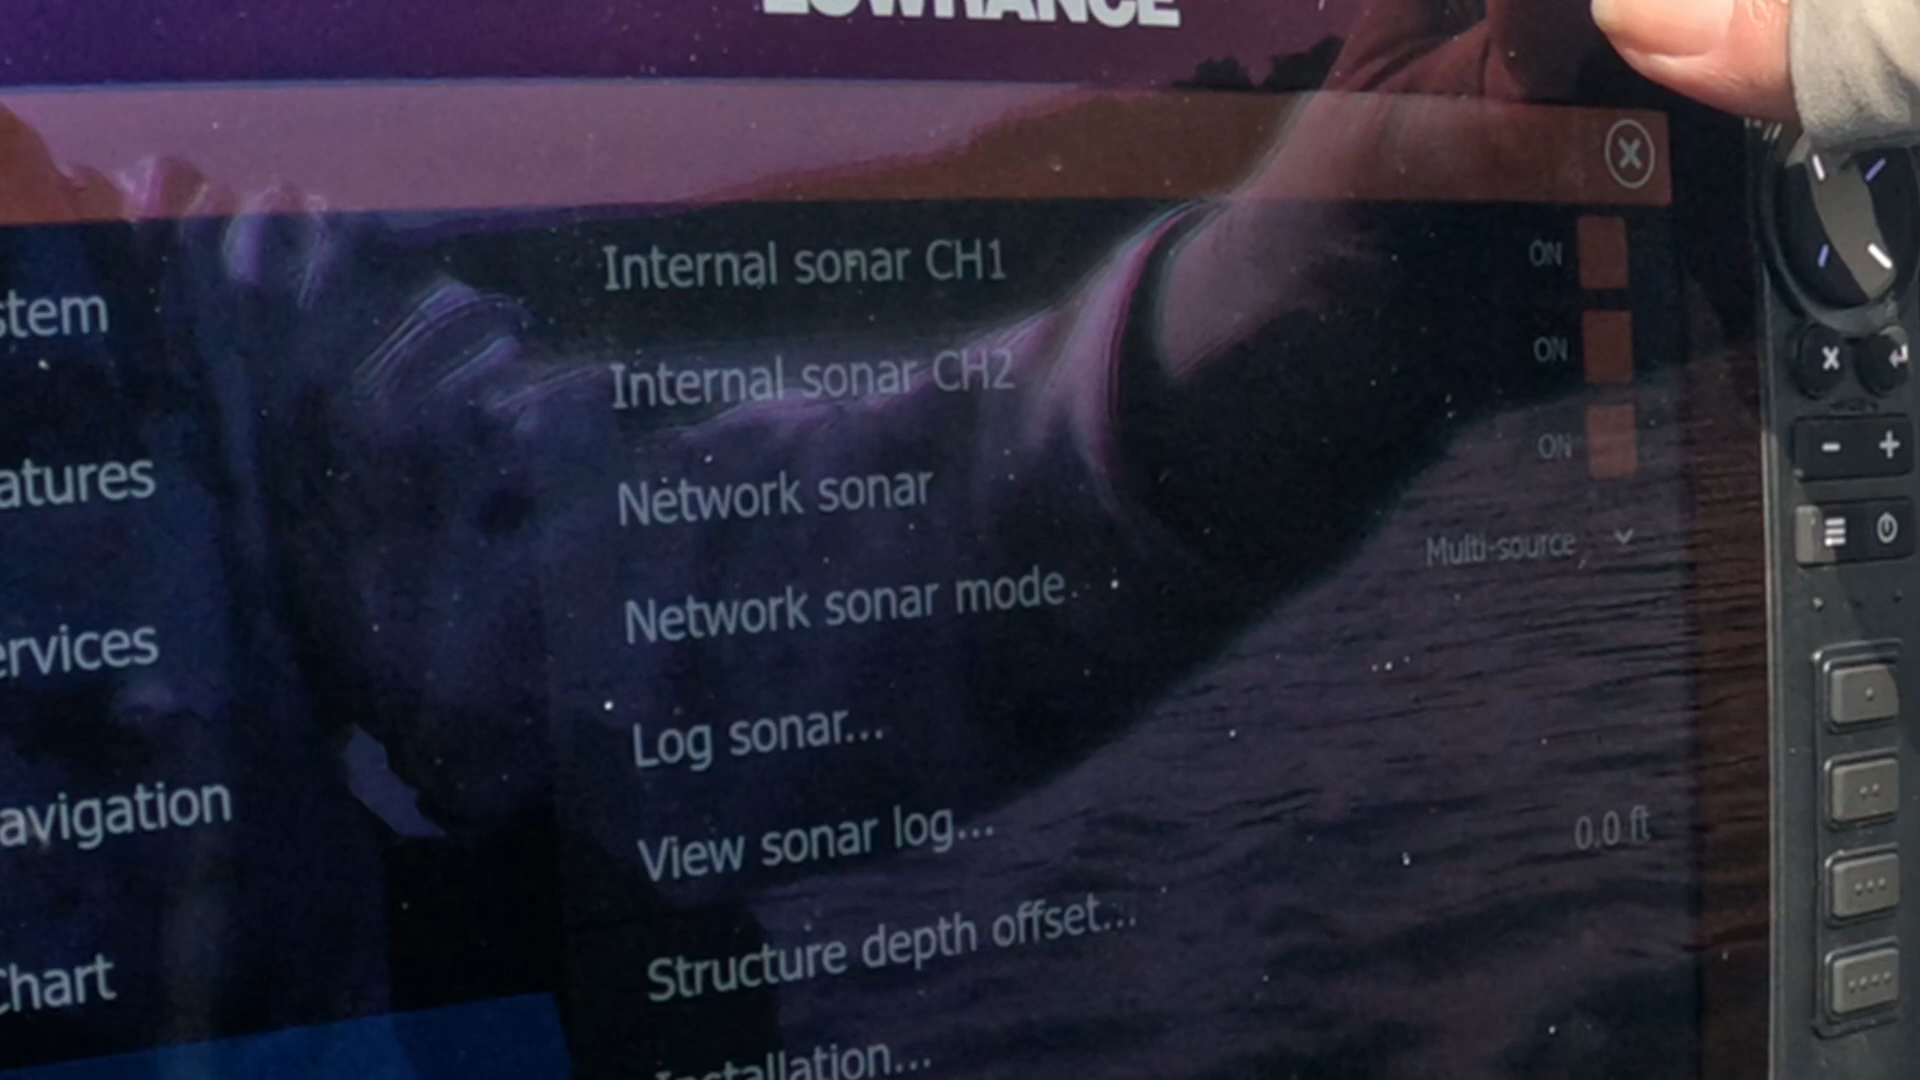 LOWRANCE
Internal sonar CH1 ON
stem
Internal sonar CH2 ON
atures
Network sonar ON
Network sonar mode Multi-source
ervices
Log sonar...
avigation
View sonar log...
Structure depth offset... 0.0 ft
Chart
Installation...